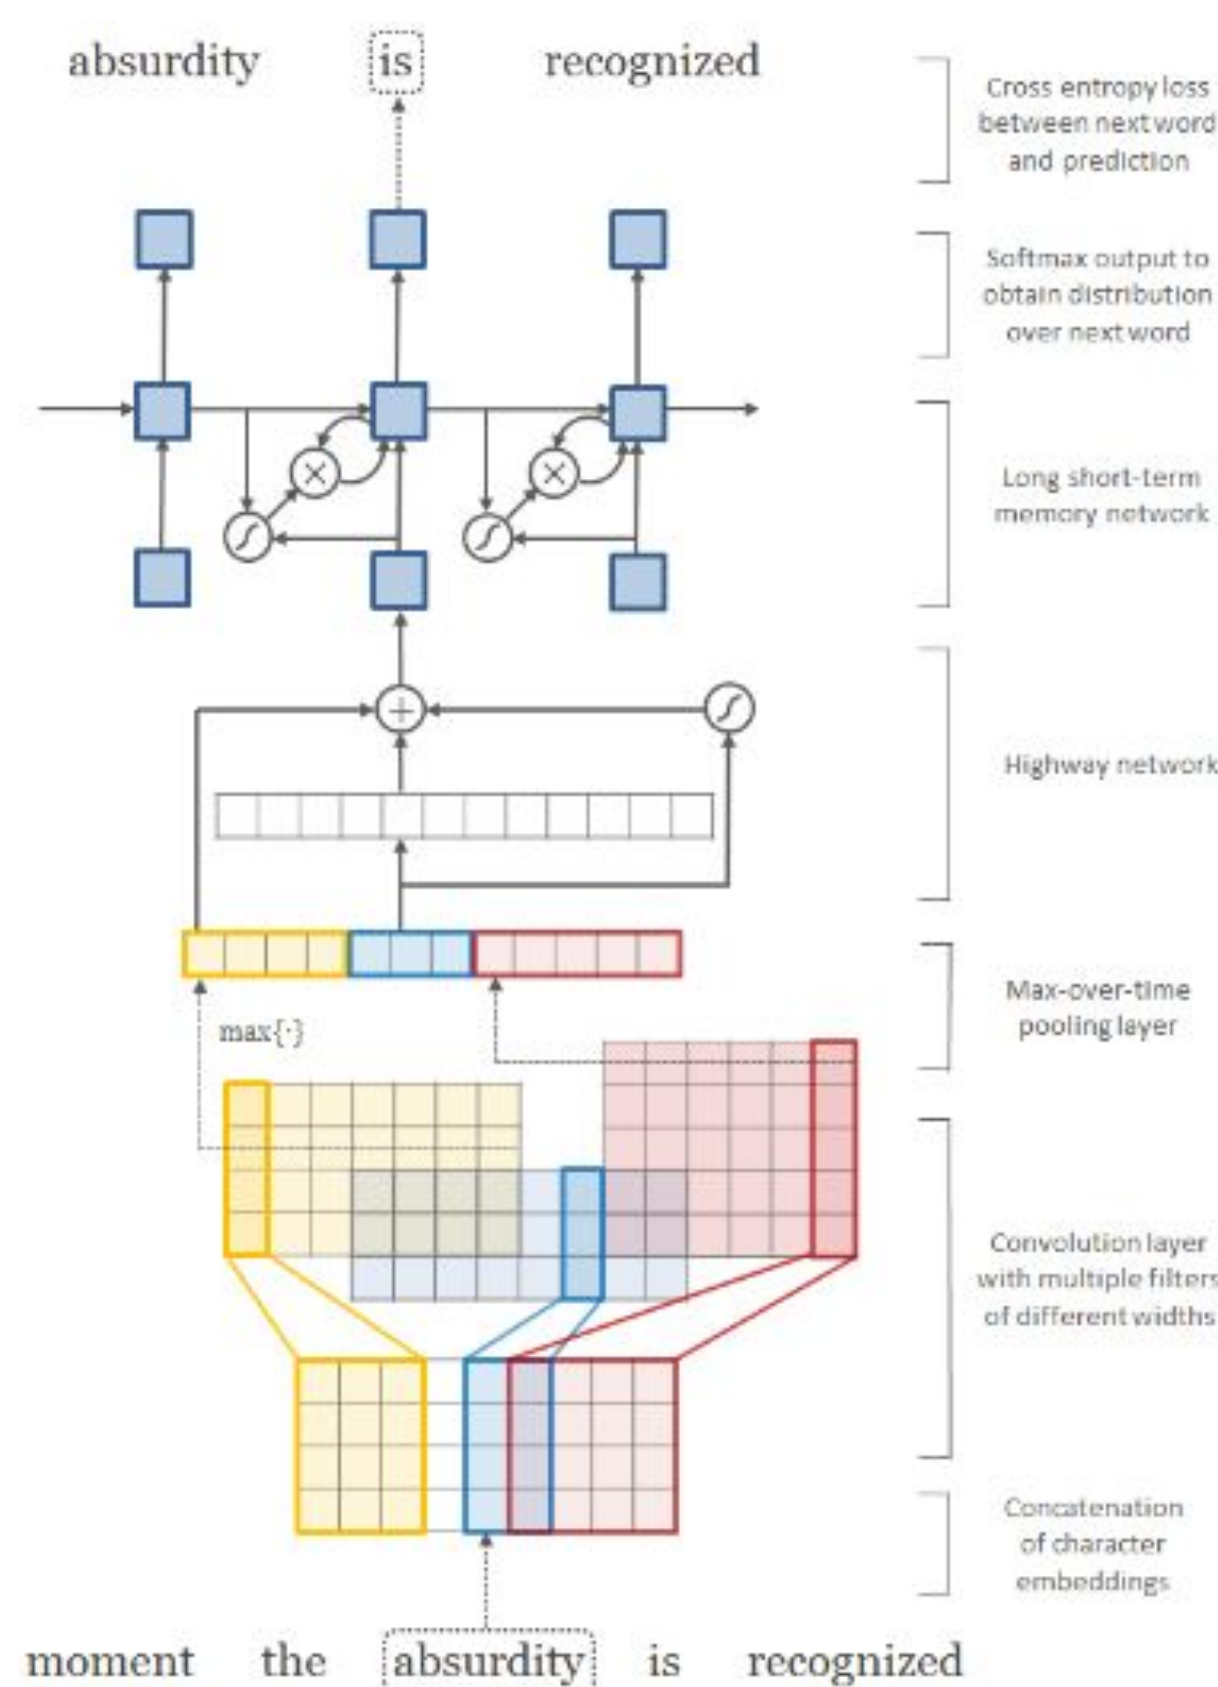 absurdity is recognized
Cross entropy loss
between next word
and prediction
Softmax output to
obtain distribution
over next word
Long short-term
memory network
+
Highway network
Max-over-time
pooling layer
max{·}
Convolution layer
with multiple filters
of different widths
Concatenation
of character
embeddings
moment the absurdity is recognized